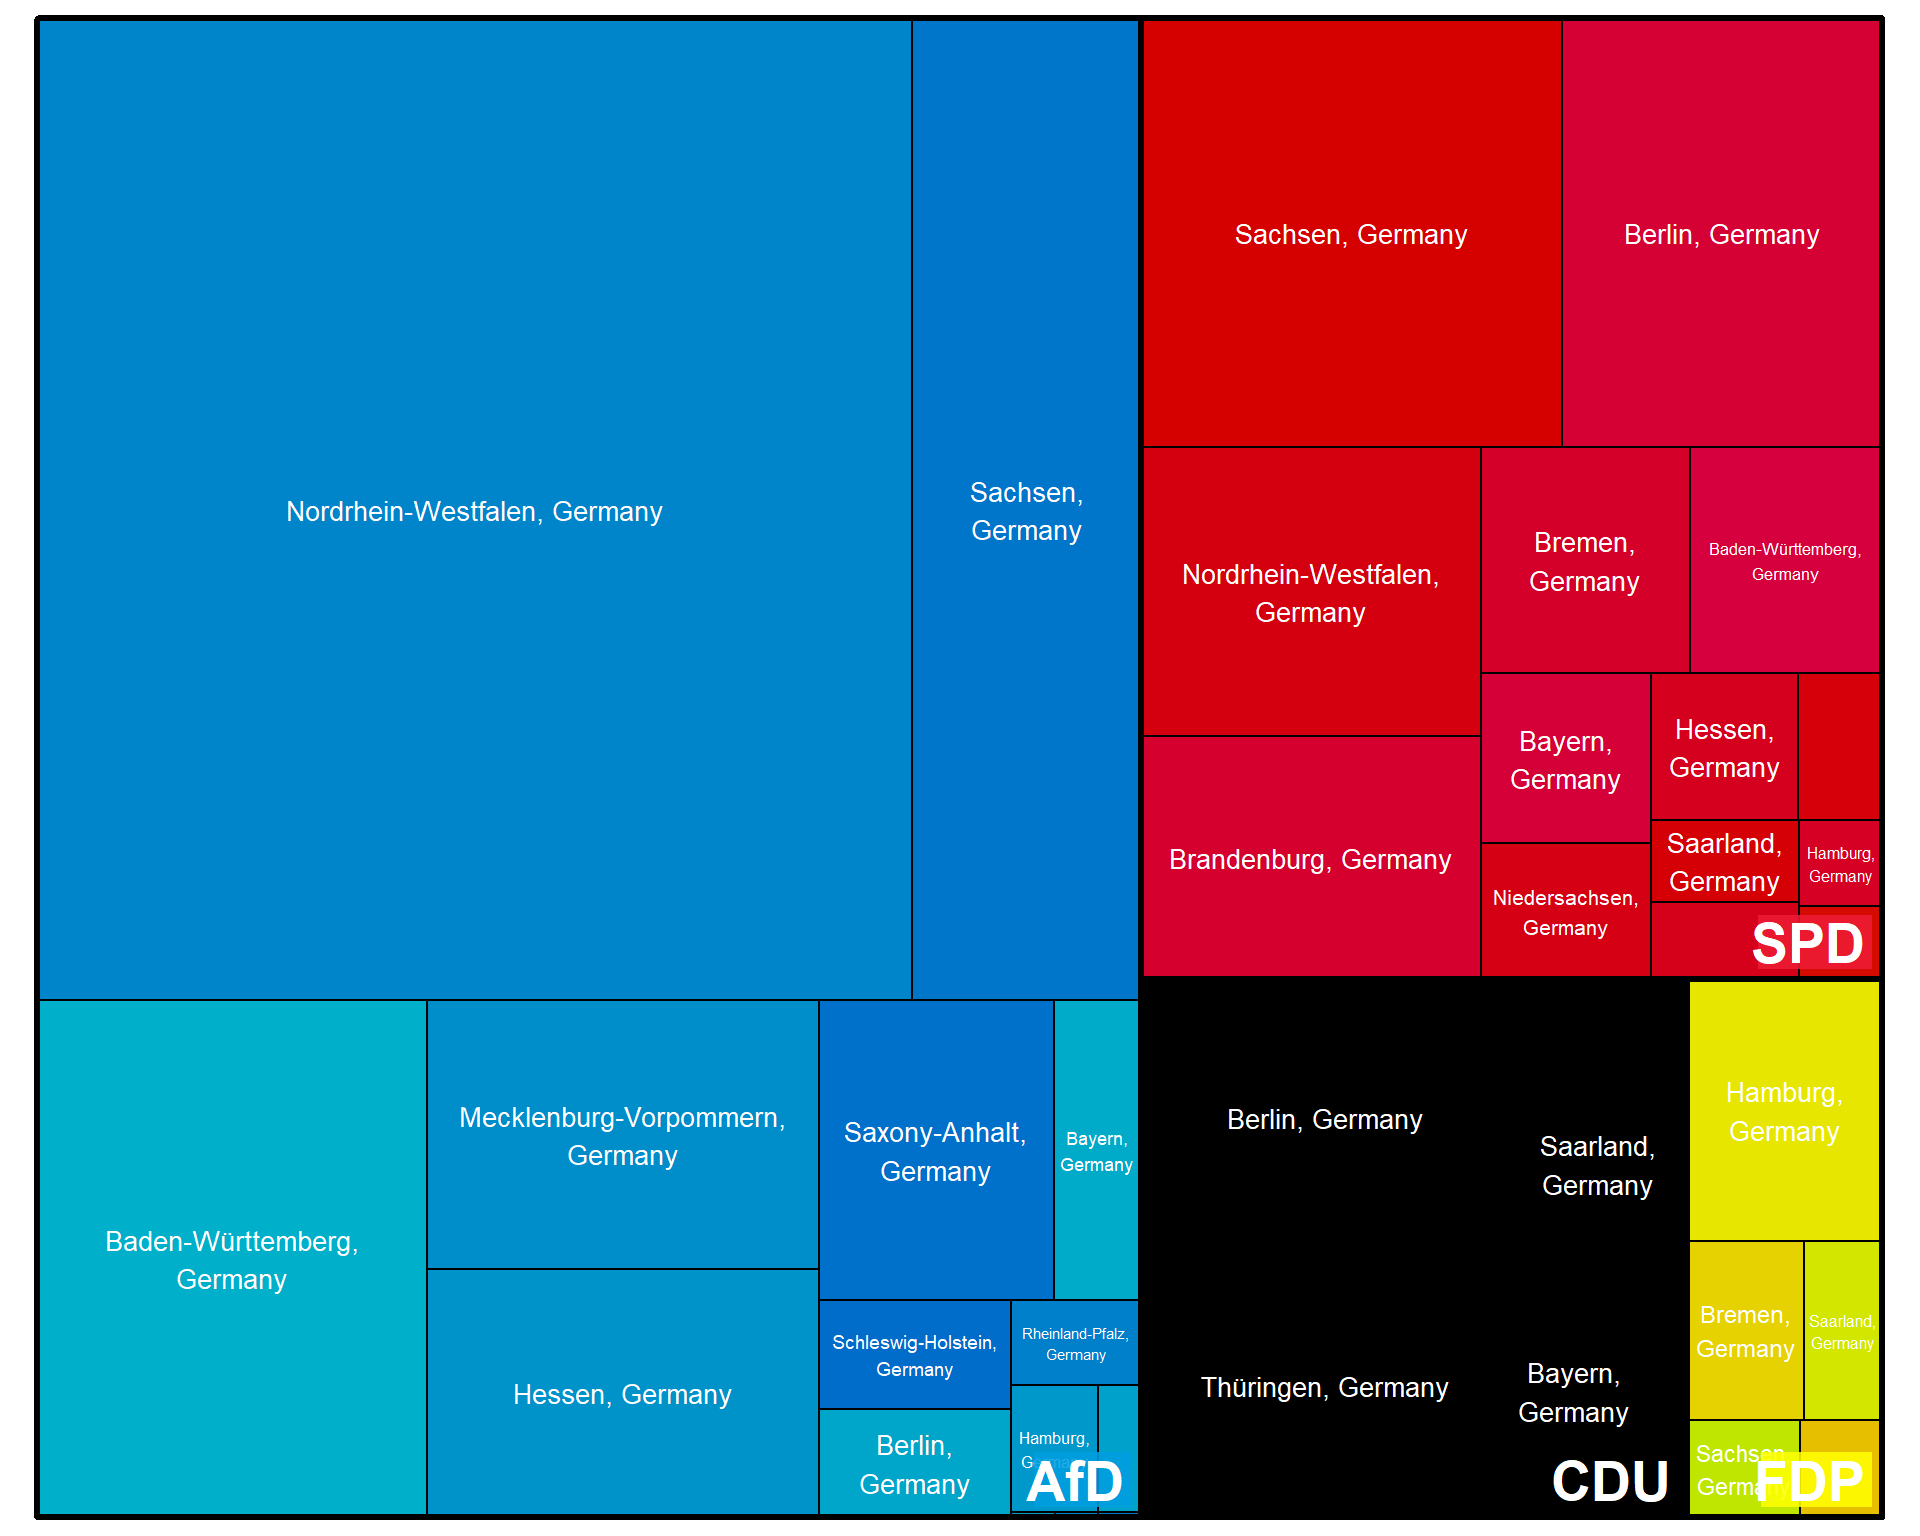 Nordrhein-Westfalen, Germany
Sachsen,
Germany
Baden-Württemberg,
Germany
Mecklenburg-Vorpommern,
Germany
Hessen, Germany
Saxony-Anhalt,
Germany
Bayern,
Germany
Schleswig-Holstein,
Germany
Rheinland-Pfalz,
Germany
Berlin,
Germany
Hamburg,
Germany
AfD
Sachsen, Germany
Berlin, Germany
Nordrhein-Westfalen,
Germany
Bremen,
Germany
Baden-Württemberg,
Germany
Brandenburg, Germany
Bayern,
Germany
Hessen,
Germany
Niedersachsen,
Germany
Saarland,
Germany
Hamburg,
Germany
SPD
Berlin, Germany
Saarland,
Germany
Thüringen, Germany
Bayern,
Germany
CDU
Hamburg,
Germany
Bremen,
Germany
Saarland,
Germany
Sachsen,
Germany
FDP